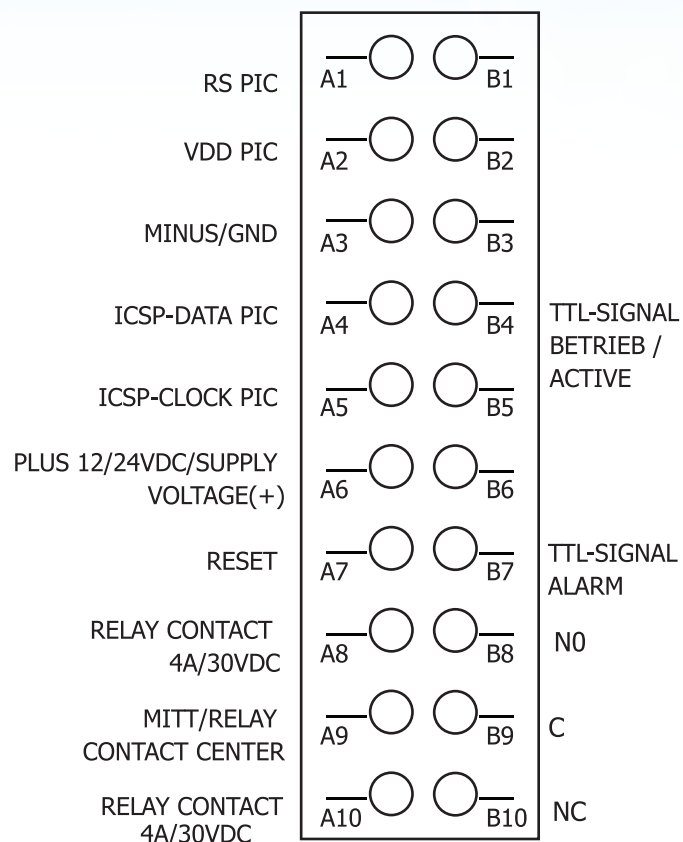 RS PIC
A1
B1
VDD PIC
A2
B2
MINUS/GND
A3
B3
ICSP-DATA PIC
A4
B4
TTL-SIGNAL
BETRIEB /
ACTIVE
ICSP-CLOCK PIC
A5
B5
PLUS 12/24VDC/SUPPLY
VOLTAGE(+)
A6
B6
RESET
A7
B7
TTL-SIGNAL
ALARM
RELAY CONTACT
4A/30VDC
A8
B8
N0
MITT/RELAY
CONTACT CENTER
A9
B9
C
RELAY CONTACT
4A/30VDC
A10
B10
NC